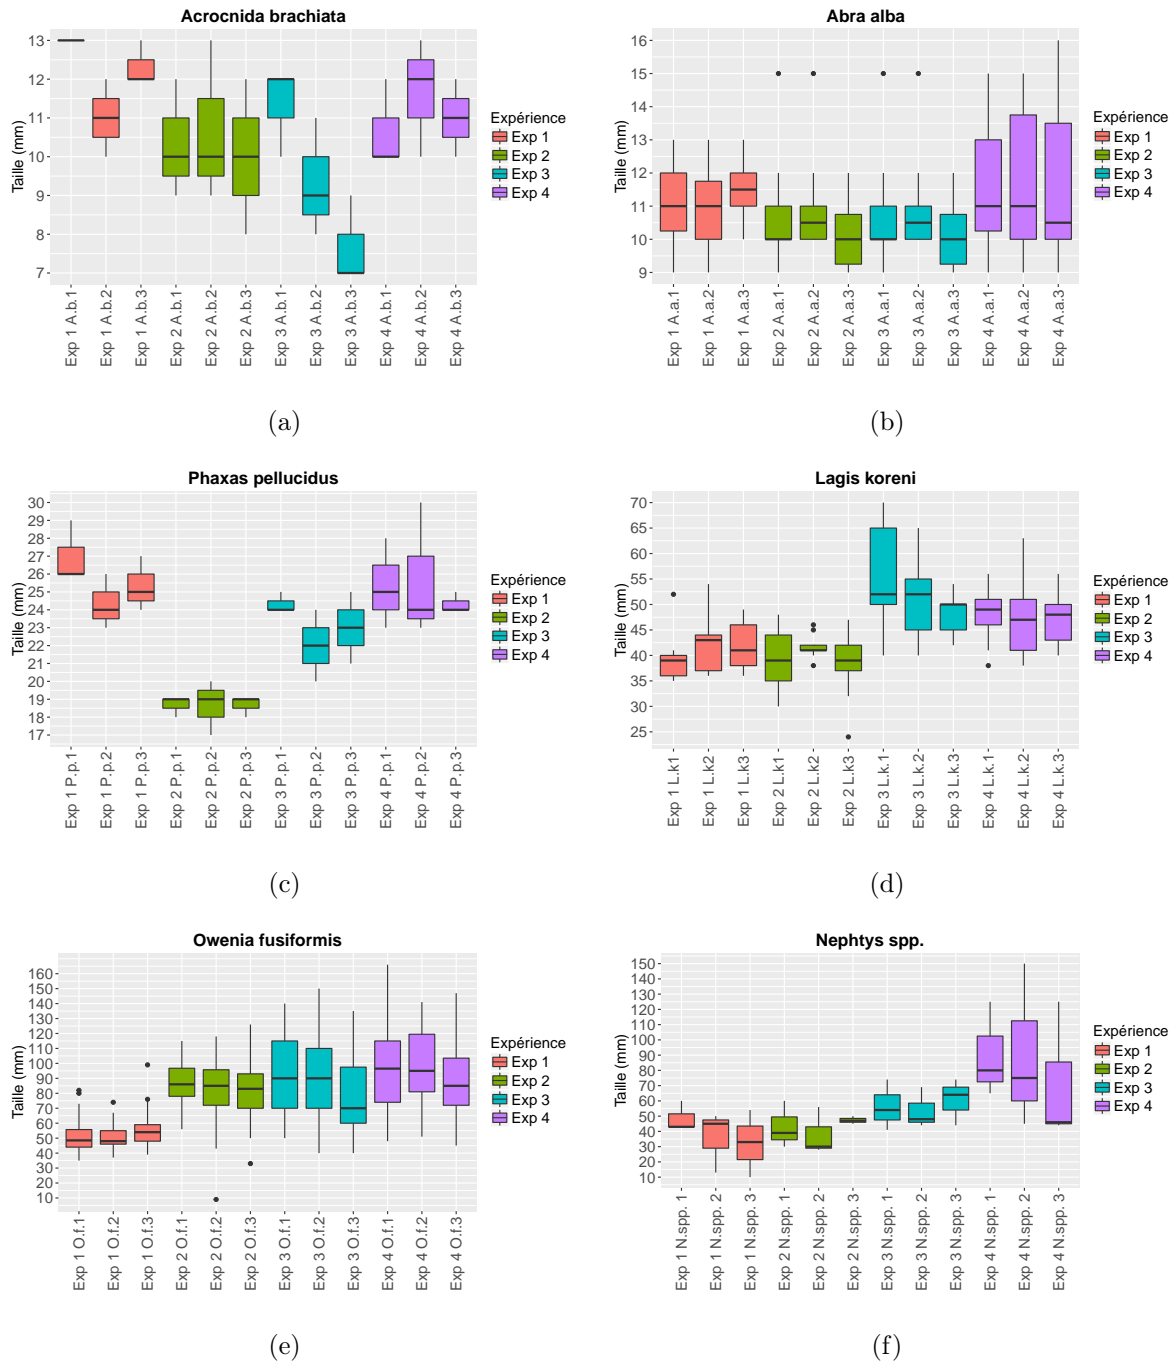 Acrocnida brachiata
Taille (mm)
13
12
11
10
9
8
7
Exp 1 A.b.1
Exp 1 A.b.2
Exp 1 A.b.3
Exp 2 A.b.1
Exp 2 A.b.2
Exp 2 A.b.3
Exp 3 A.b.1
Exp 3 A.b.2
Exp 3 A.b.3
Exp 4 A.b.1
Exp 4 A.b.2
Exp 4 A.b.3
Expérience
Exp 1
Exp 2
Exp 3
Exp 4
(a)
Abra alba
Taille (mm)
16
15
14
13
12
11
10
9
Exp 1 A.a.1
Exp 1 A.a.2
Exp 1 A.a.3
Exp 2 A.a.1
Exp 2 A.a.2
Exp 2 A.a.3
Exp 3 A.a.1
Exp 3 A.a.2
Exp 3 A.a.3
Exp 4 A.a.1
Exp 4 A.a.2
Exp 4 A.a.3
Expérience
Exp 1
Exp 2
Exp 3
Exp 4
(b)
Phaxas pellucidus
Taille (mm)
30
29
28
27
26
25
24
23
22
21
20
19
18
17
Exp 1 P.p.1
Exp 1 P.p.2
Exp 1 P.p.3
Exp 2 P.p.1
Exp 2 P.p.2
Exp 2 P.p.3
Exp 3 P.p.1
Exp 3 P.p.2
Exp 3 P.p.3
Exp 4 P.p.1
Exp 4 P.p.2
Exp 4 P.p.3
Expérience
Exp 1
Exp 2
Exp 3
Exp 4
(c)
Lagis koreni
Taille (mm)
70
65
60
55
50
45
40
35
30
25
Exp 1 L.k1
Exp 1 L.k2
Exp 1 L.k3
Exp 2 L.k1
Exp 2 L.k2
Exp 2 L.k3
Exp 3 L.k.1
Exp 3 L.k.2
Exp 3 L.k.3
Exp 4 L.k.1
Exp 4 L.k.2
Exp 4 L.k.3
Expérience
Exp 1
Exp 2
Exp 3
Exp 4
(d)
Owenia fusiformis
Taille (mm)
160
150
140
130
120
110
100
90
80
70
60
50
40
30
20
10
Exp 1 O.f.1
Exp 1 O.f.2
Exp 1 O.f.3
Exp 2 O.f.1
Exp 2 O.f.2
Exp 2 O.f.3
Exp 3 O.f.1
Exp 3 O.f.2
Exp 3 O.f.3
Exp 4 O.f.1
Exp 4 O.f.2
Exp 4 O.f.3
Expérience
Exp 1
Exp 2
Exp 3
Exp 4
(e)
Nephtys spp.
Taille (mm)
150
140
130
120
110
100
90
80
70
60
50
40
30
20
10
Exp 1 N.spp. 1
Exp 1 N.spp. 2
Exp 1 N.spp. 3
Exp 2 N.spp. 1
Exp 2 N.spp. 2
Exp 2 N.spp. 3
Exp 3 N.spp. 1
Exp 3 N.spp. 2
Exp 3 N.spp. 3
Exp 4 N.spp. 1
Exp 4 N.spp. 2
Exp 4 N.spp. 3
Expérience
Exp 1
Exp 2
Exp 3
Exp 4
(f)